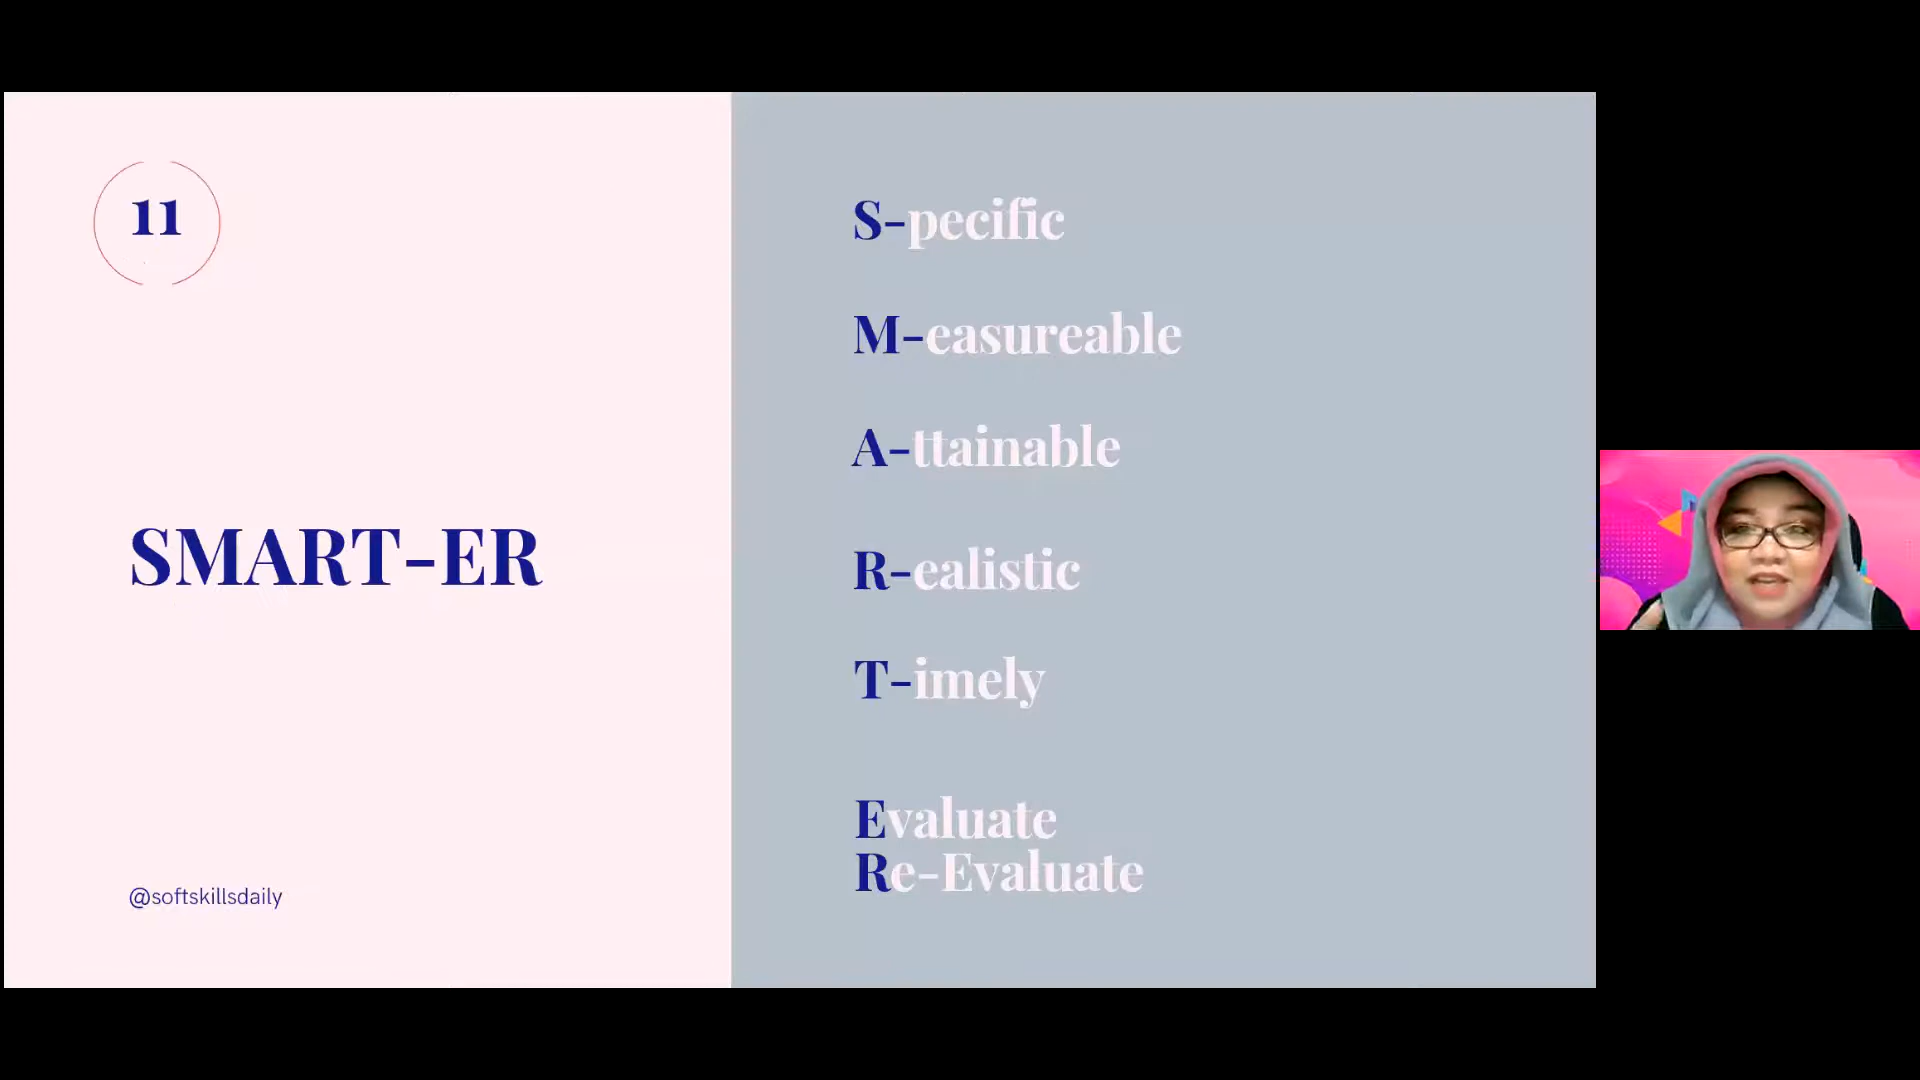 11
SMART-ER
@softskillsdaily
S-pecific
M-easureable
A-ttainable
R-ealistic
T-imely
Evaluate
Re-Evaluate